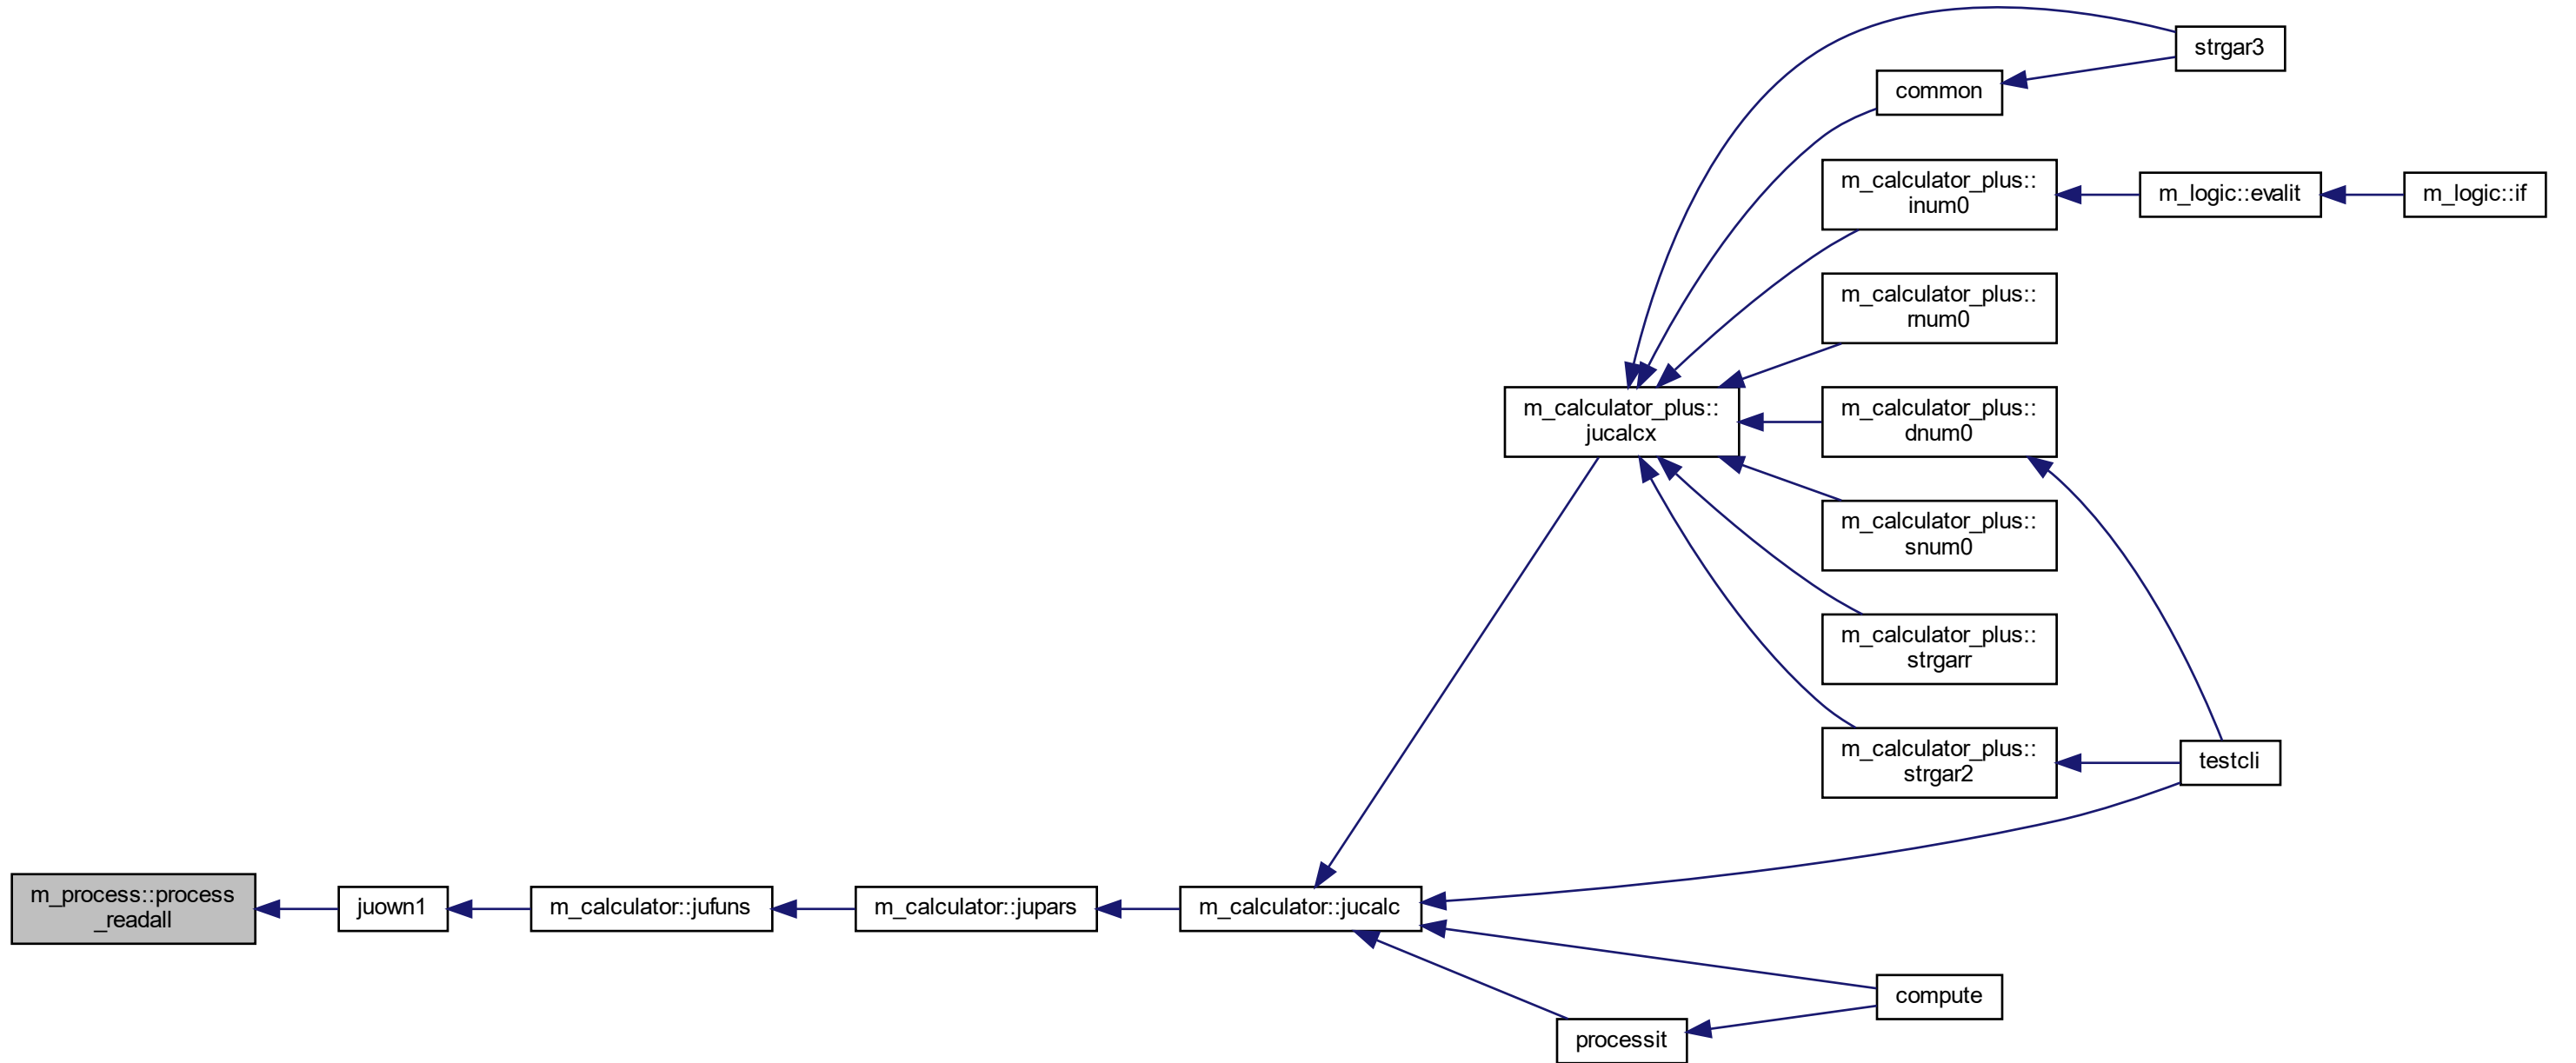 strgar3
common
m_calculator_plus::
inum0
m_logic::evalit
m_logic::if
m_calculator_plus::
rnum0
m_calculator_plus::
jucalcx
m_calculator_plus::
dnum0
m_calculator_plus::
snum0
m_calculator_plus::
strgarr
m_calculator_plus::
strgar2
testcli
m_process::process
_readall
juown1
m_calculator::jufuns
m_calculator::jupars
m_calculator::jucalc
compute
processit